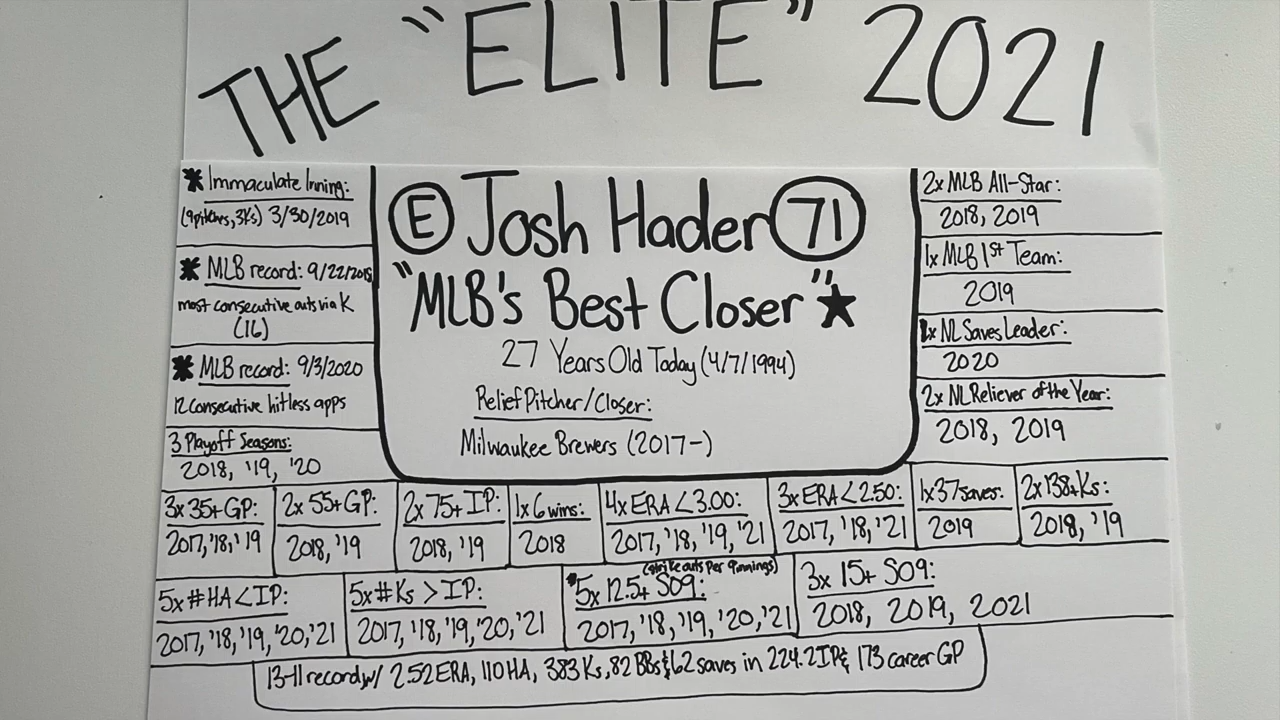 THE "ELITE" 2021
* Immaculate Inning:
(9pitches, 3Ks) 3/30/2019
* MLB record: 9/22/2018
most consecutive outs via K
(16)
* MLB record: 9/3/2020
12 consecutive hitless apps
3 Playoff Seasons:
2018, '19, '20
E Josh Hader 71
"MLB's Best Closer" ★
27 Years Old Today (4/7/1994)
Relief Pitcher/Closer:
Milwaukee Brewers (2017-)
2x MLB All-Star:
2018, 2019
1x MLB 1st Team:
2019
1x NL Saves Leader:
2020
2x NL Reliever of the Year:
2018, 2019
3x 35+ GP:
2017, '18, '19
2x 55+ GP:
2018, '19
2x 75+ IP:
2018, '19
1x 6 wins:
2018
4x ERA < 3.00:
2017, '18, '19, '21
3x ERA < 2.50:
2017, '18, '21
1x 37 saves:
2019
2x 138+ Ks:
2018, '19
5x #HA < IP:
2017, '18, '19, '20, '21
5x #Ks > IP:
2017, '18, '19, '20, '21
(strike outs per 9 innings)
*5x 12.5+ SO9:
2017, '18, '19, '20, '21
3x 15+ SO9:
2018, 2019, 2021
13-11 record w/ 2.52 ERA, 110 HA, 383 Ks, 82 BBs & 62 saves in 224.2 IP & 173 career GP